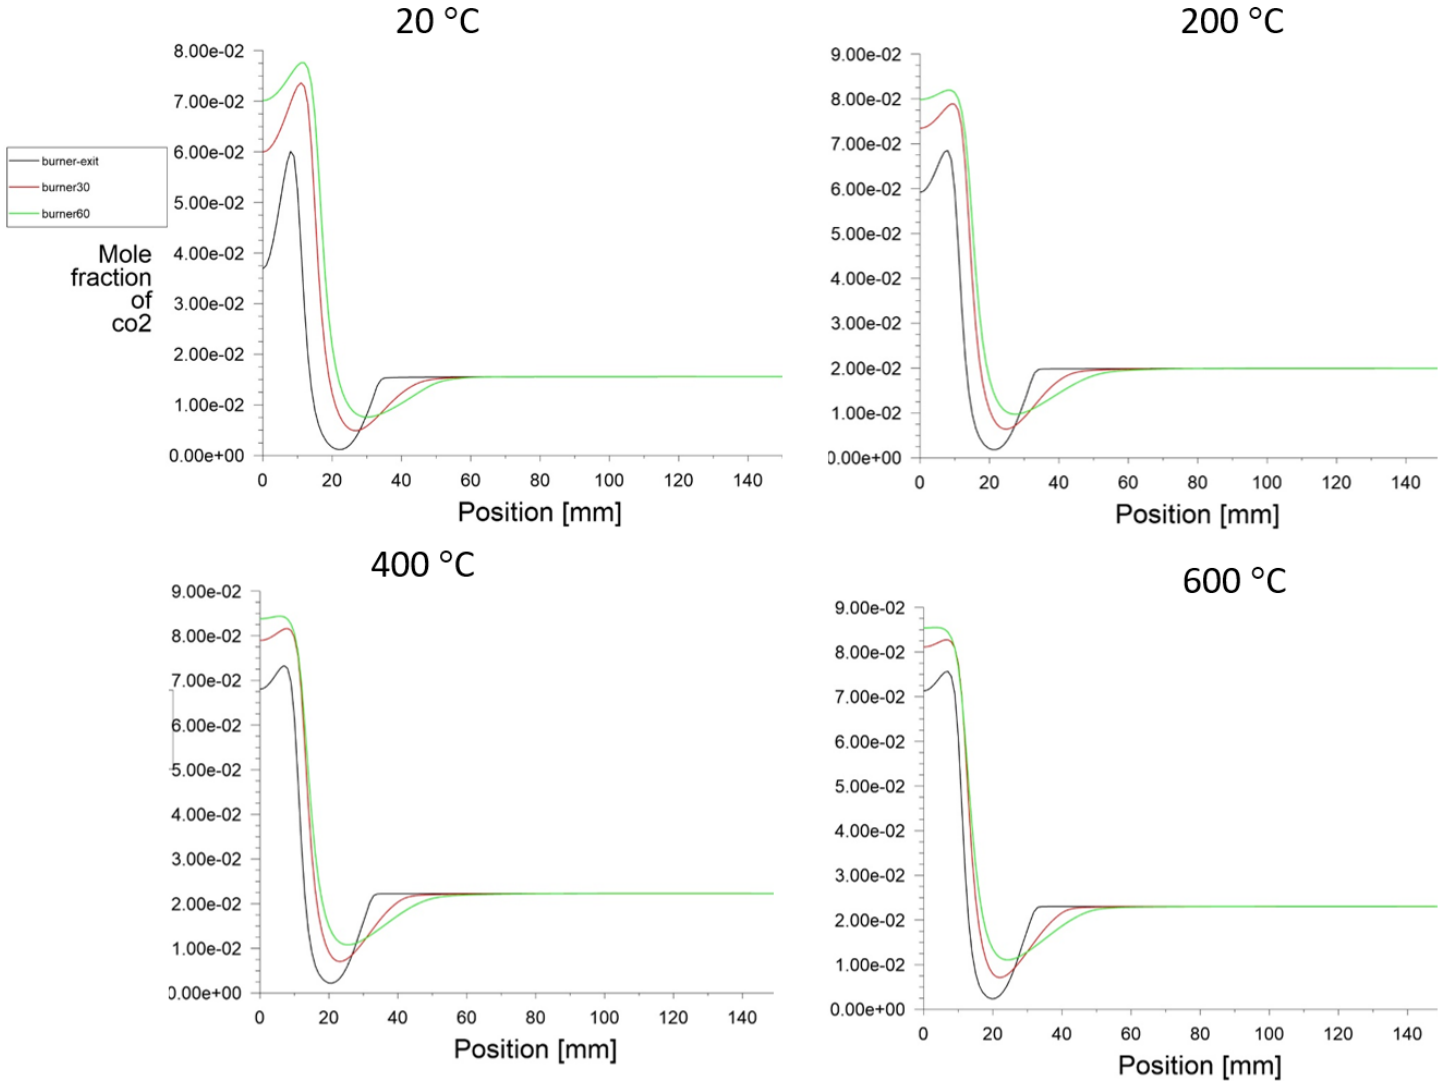 20 °C
8.00e-02
7.00e-02
6.00e-02
5.00e-02
4.00e-02
3.00e-02
2.00e-02
1.00e-02
0.00e+00
burner-exit
burner30
burner60
Mole
fraction
of
co2
0 20 40 60 80 100 120 140
Position [mm]
200 °C
9.00e-02
8.00e-02
7.00e-02
6.00e-02
5.00e-02
4.00e-02
3.00e-02
2.00e-02
1.00e-02
0.00e+00
0 20 40 60 80 100 120 140
Position [mm]
400 °C
9.00e-02
8.00e-02
7.00e-02
6.00e-02
5.00e-02
4.00e-02
3.00e-02
2.00e-02
1.00e-02
0.00e+00
0 20 40 60 80 100 120 140
Position [mm]
600 °C
9.00e-02
8.00e-02
7.00e-02
6.00e-02
5.00e-02
4.00e-02
3.00e-02
2.00e-02
1.00e-02
0.00e+00
0 20 40 60 80 100 120 140
Position [mm]